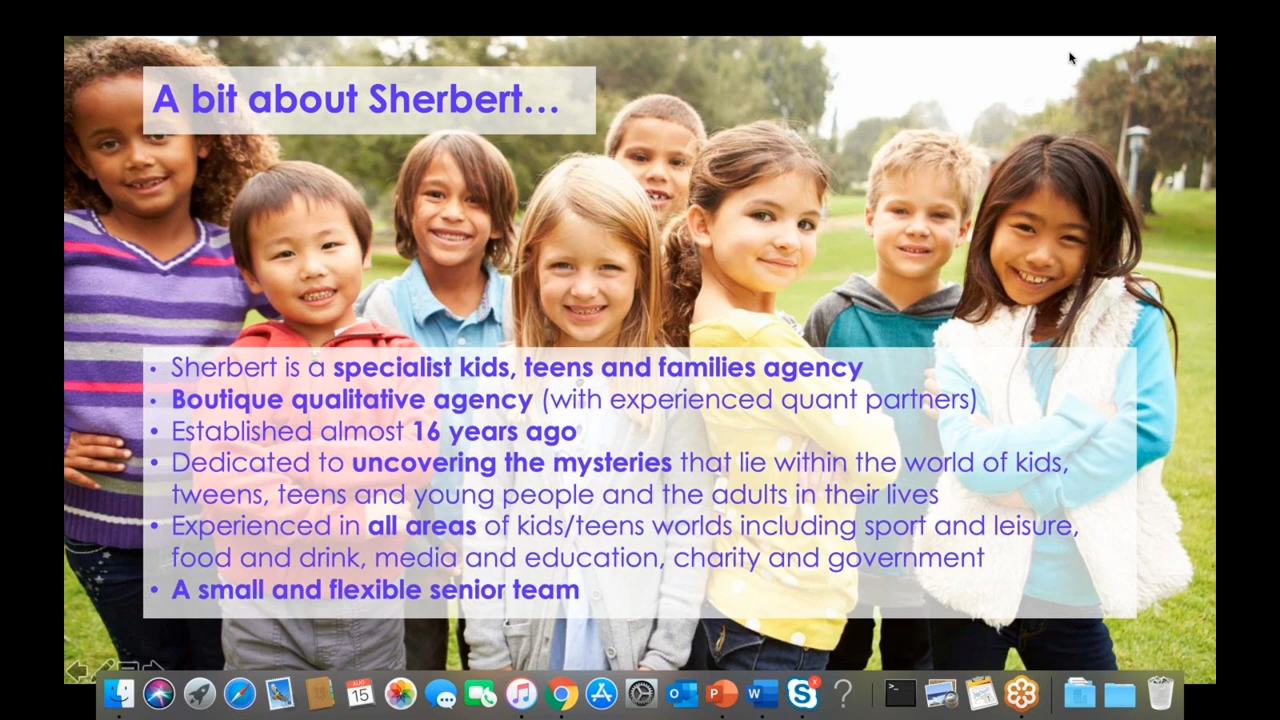 A bit about Sherbert...
• Sherbert is a specialist kids, teens and families agency
• Boutique qualitative agency (with experienced quant partners)
• Established almost 16 years ago
• Dedicated to uncovering the mysteries that lie within the world of kids,
tweens, teens and young people and the adults in their lives
• Experienced in all areas of kids/teens worlds including sport and leisure,
food and drink, media and education, charity and government
• A small and flexible senior team
AUG
15